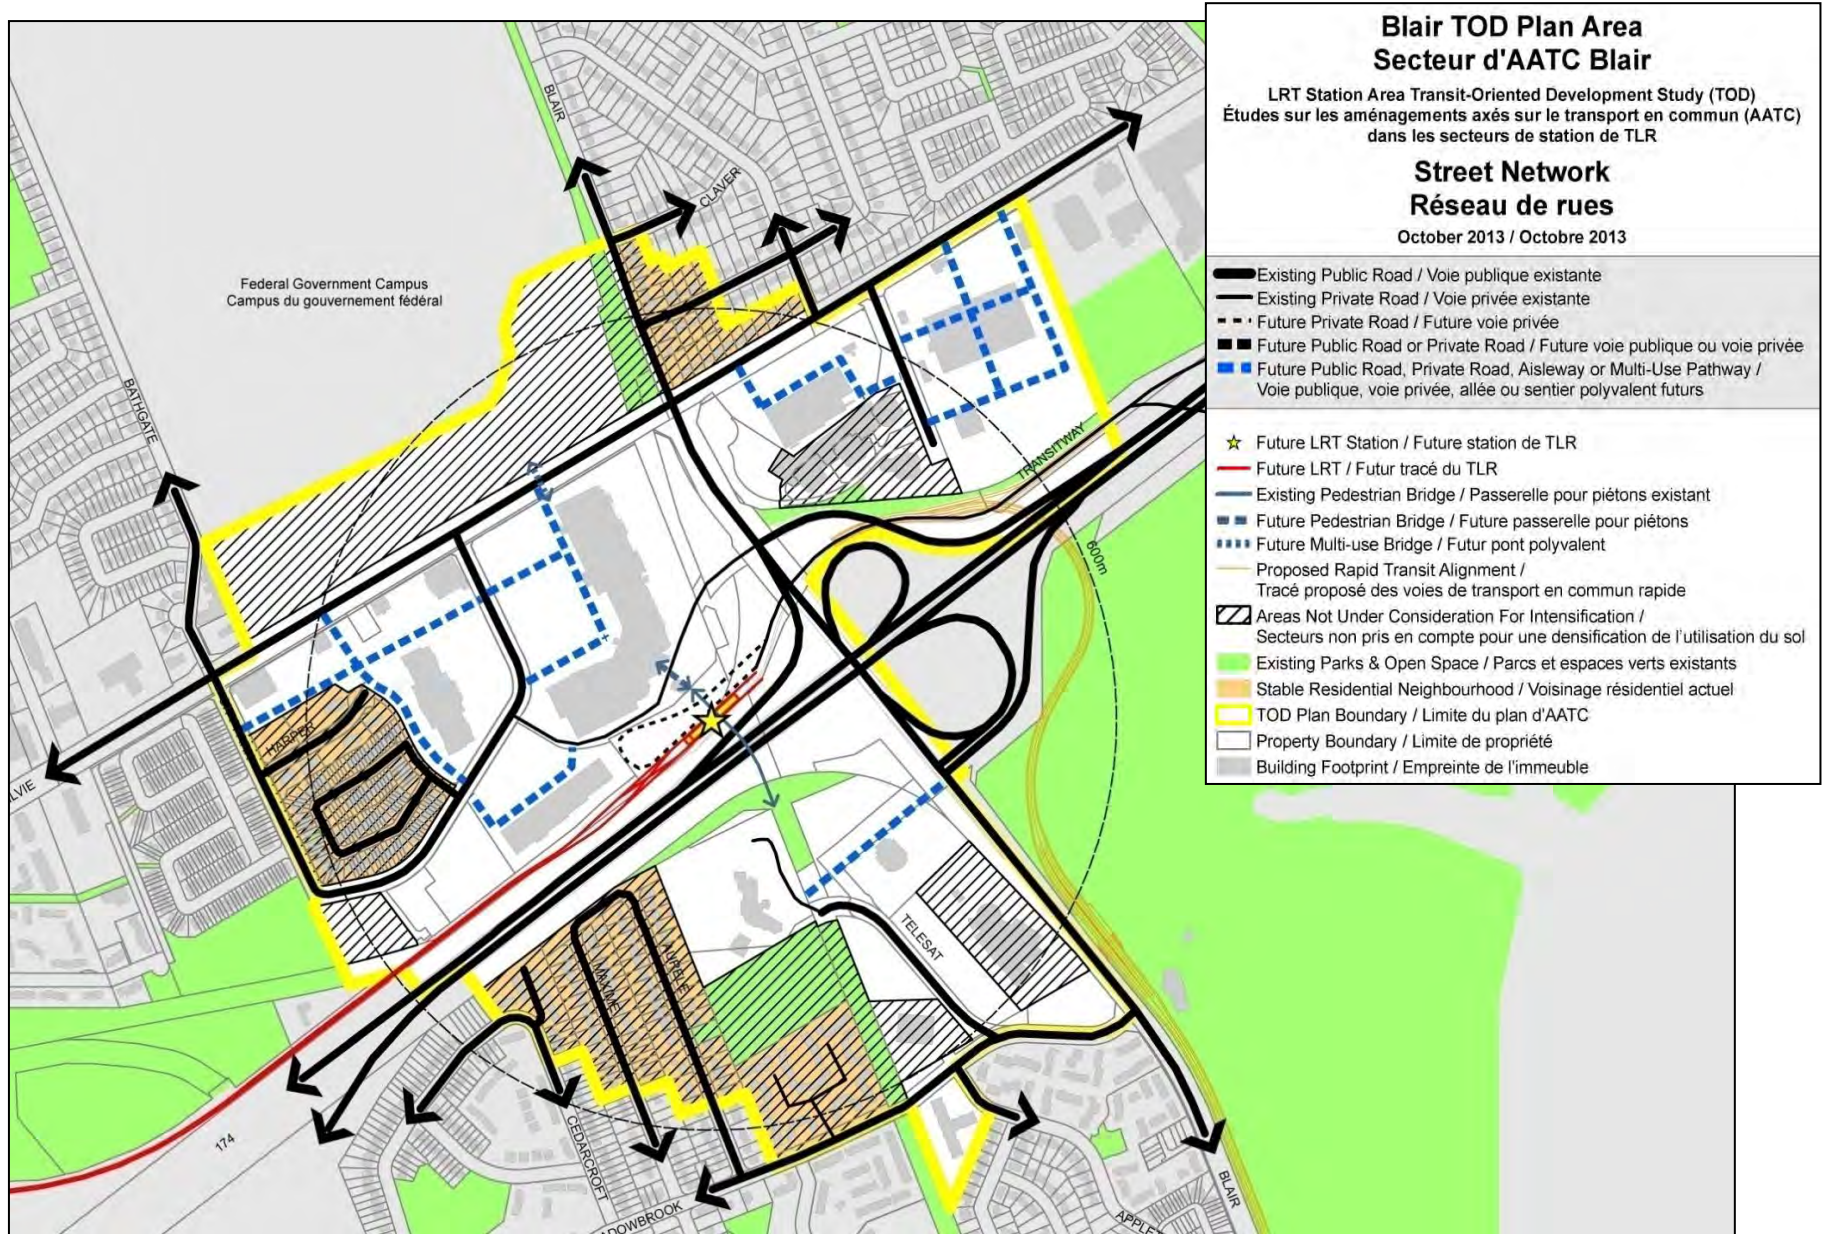 Blair TOD Plan Area
Secteur d'AATC Blair
LRT Station Area Transit-Oriented Development Study (TOD)
Études sur les aménagements axés sur le transport en commun (AATC)
dans les secteurs de station de TLR
Street Network
Réseau de rues
October 2013 / Octobre 2013
Existing Public Road / Voie publique existante
Existing Private Road / Voie privée existante
Future Private Road / Future voie privée
Future Public Road or Private Road / Future voie publique ou voie privée
Future Public Road, Private Road, Aisleway or Multi-Use Pathway /
Voie publique, voie privée, allée ou sentier polyvalent futurs
Future LRT Station / Future station de TLR
Future LRT / Futur tracé du TLR
Existing Pedestrian Bridge / Passerelle pour piétons existant
Future Pedestrian Bridge / Future passerelle pour piétons
Future Multi-use Bridge / Futur pont polyvalent
Proposed Rapid Transit Alignment /
Tracé proposé des voies de transport en commun rapide
Areas Not Under Consideration For Intensification /
Secteurs non pris en compte pour une densification de l'utilisation du sol
Existing Parks & Open Space / Parcs et espaces verts existants
Stable Residential Neighbourhood / Voisinage résidentiel actuel
TOD Plan Boundary / Limite du plan d'AATC
Property Boundary / Limite de propriété
Building Footprint / Empreinte de l'immeuble
BLAIR
CLAVER
Federal Government Campus
Campus du gouvernement fédéral
BATHGATE
TRANSITWAY
600m
HARPER
LVIE
TELESAT
MAXIME
174
CEDARCROFT
ADOWBROOK
BLAIR
APPLE